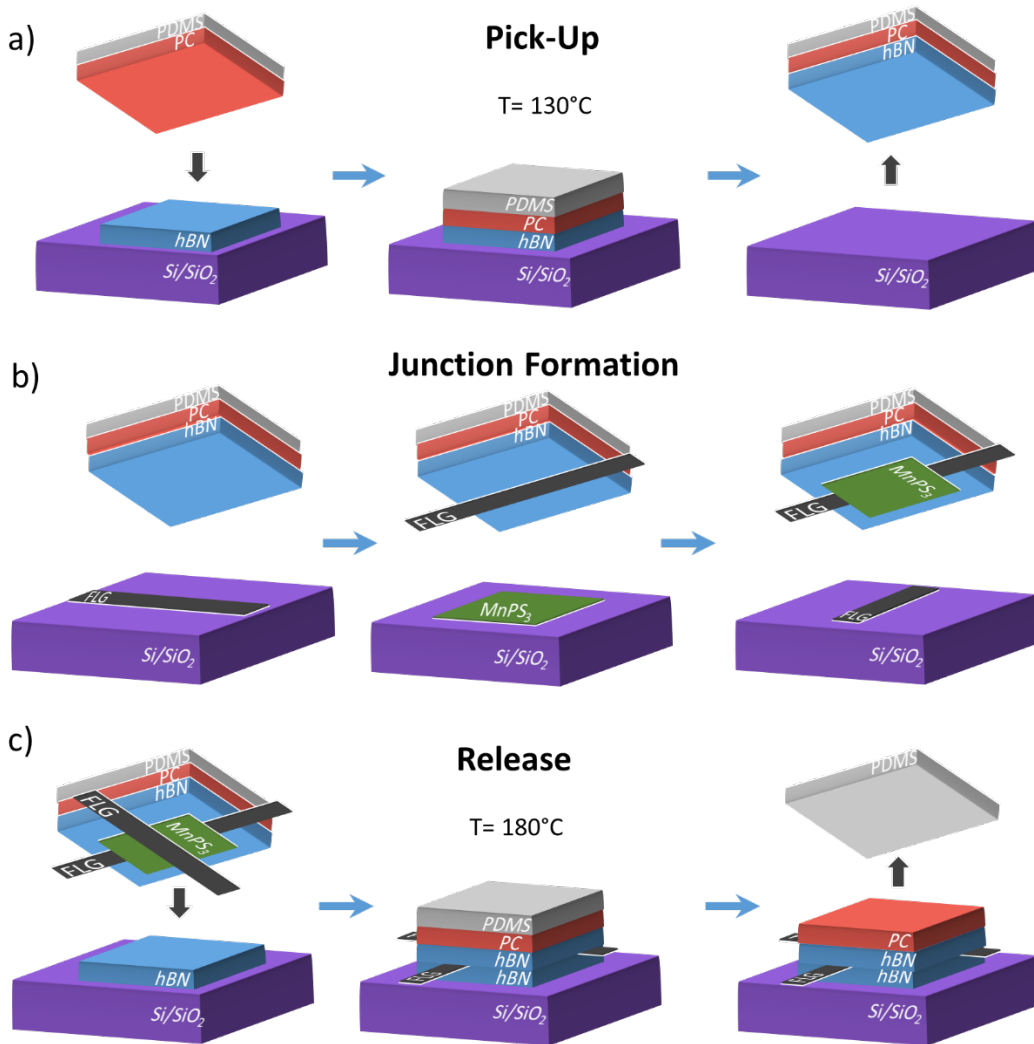 a)
Pick-Up
T= 130°C
PDMS
PC
hBN
Si/SiO₂
PDMS
PC
hBN
Si/SiO₂
PDMS
PC
hBN
Si/SiO₂
b)
Junction Formation
PDMS
PC
hBN
FLG
Si/SiO₂
PDMS
PC
hBN
FLG
MnPS₃
Si/SiO₂
PDMS
PC
hBN
MnPS₃
FLG
FLG
Si/SiO₂
c)
Release
T= 180°C
PDMS
PC
hBN
FLG
MnPS₃
FLG
hBN
Si/SiO₂
PDMS
PC
hBN
hBN
FLG
Si/SiO₂
PDMS
PC
hBN
hBN
FLG
Si/SiO₂